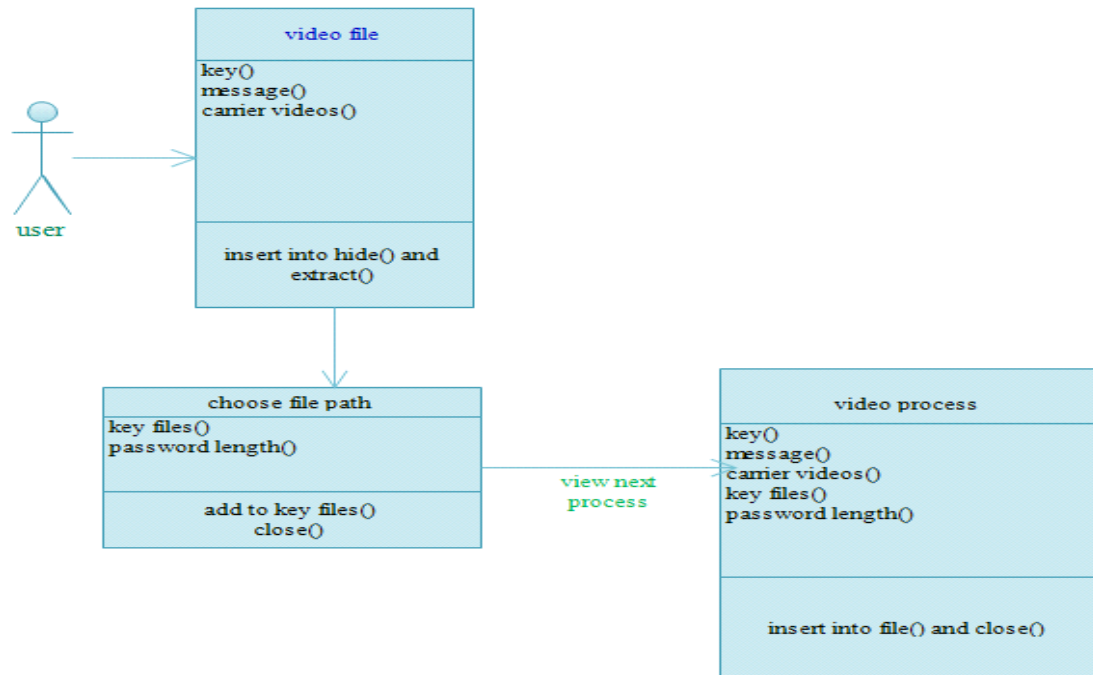 video file
key()
message()
carrier videos()
insert into hide() and
extract()
user
choose file path
key files()
password length()
add to key files()
close()
view next
process
video process
key()
message()
carrier videos()
key files()
password length()
insert into file() and close()